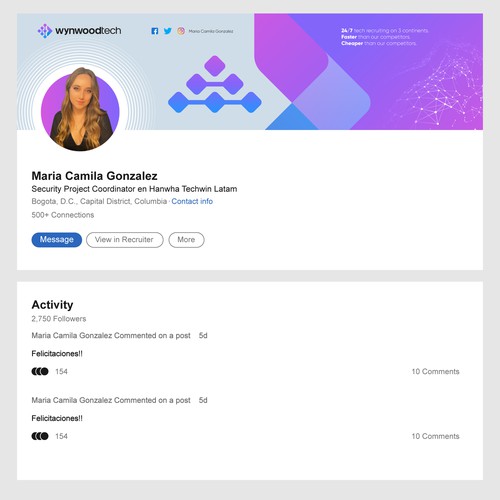 wynwoodtech
Maria Camila Gonzalez
24/7 tech recruiting on 3 comments.
Faster than our competitors.
Cheaper than our competitors.
Maria Camila Gonzalez
Security Project Coordinator en Hanwha Techwin Latam
Bogota, D.C., Capital District, Columbia · Contact info
500+ Connections
Message
View in Recruiter
More
Activity
2,750 Followers
Maria Camila Gonzalez Commented on a post 5d
Felicitaciones!!
154
10 Comments
Maria Camila Gonzalez Commented on a post 5d
Felicitaciones!!
154
10 Comments